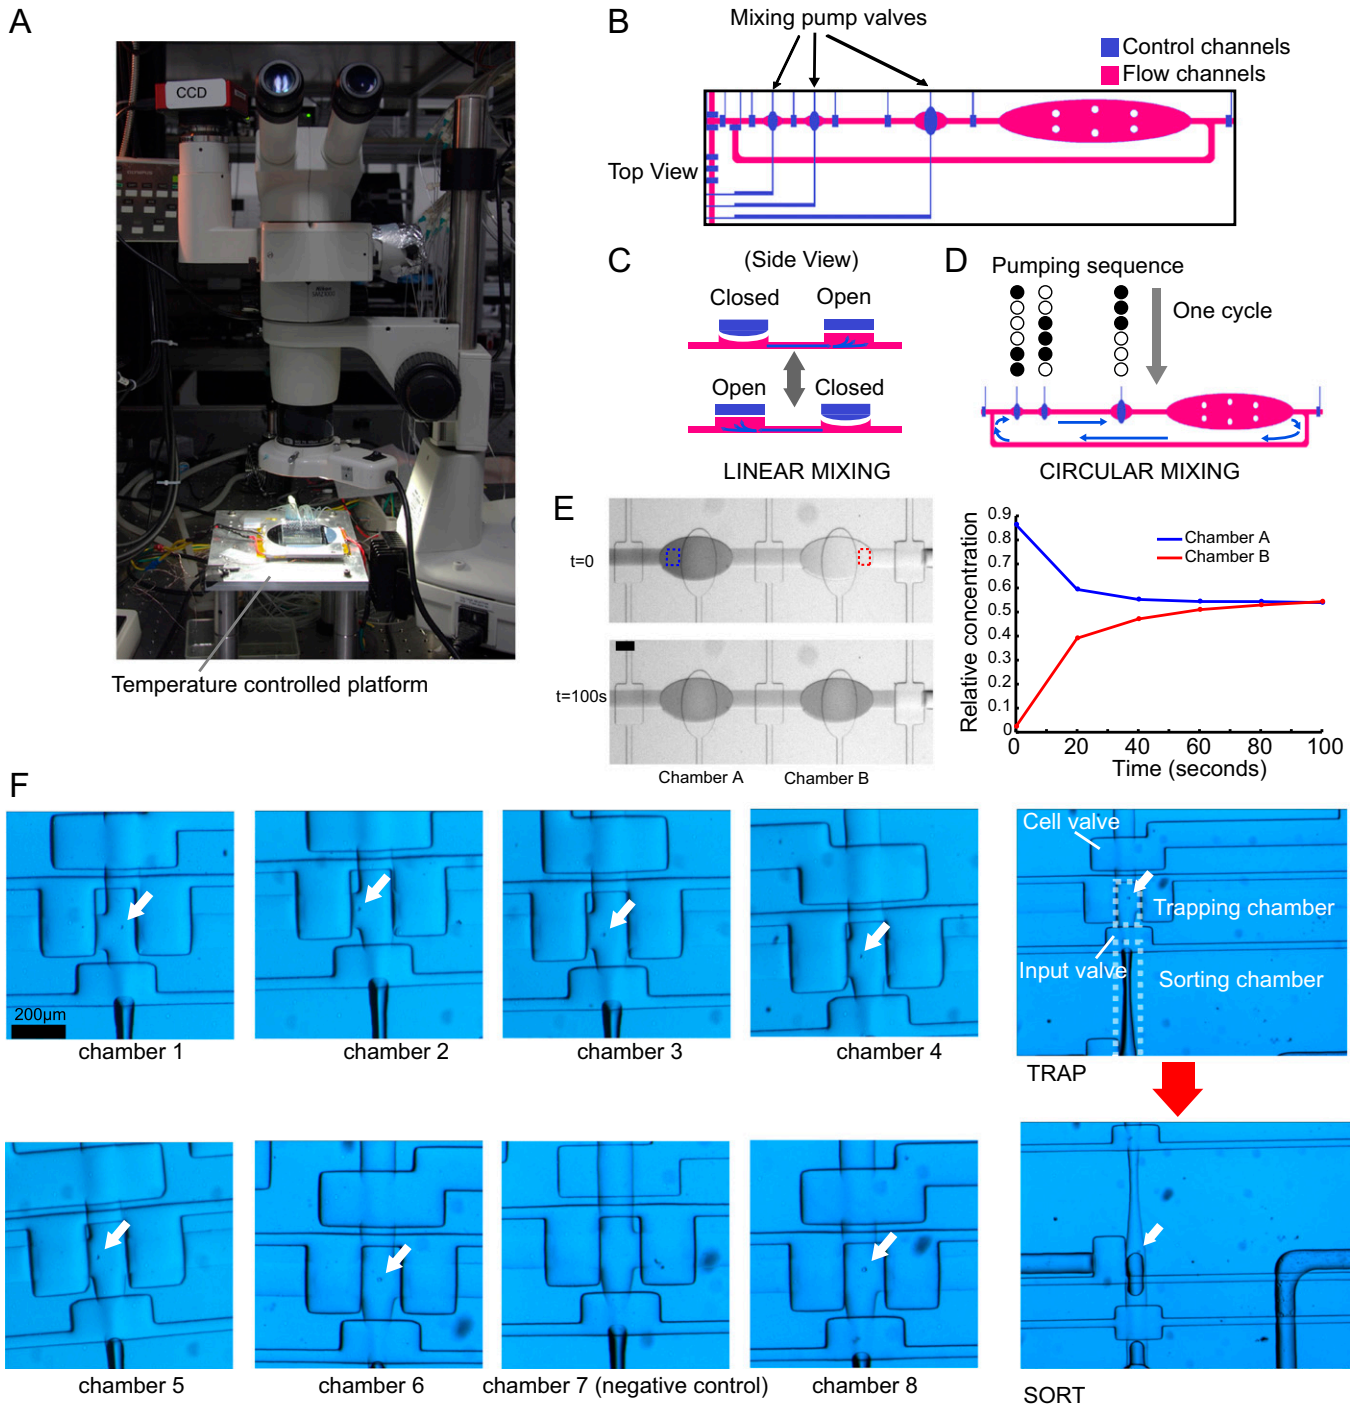 A
CCD
Temperature controlled platform
B
Mixing pump valves
Control channels
Flow channels
Top View
C
(Side View)
Closed
Open
Open
Closed
LINEAR MIXING
D
Pumping sequence
One cycle
CIRCULAR MIXING
E
t=0
t=100s
Chamber A
Chamber B
Relative concentration
0.9
0.8
0.7
0.6
0.5
0.4
0.3
0.2
0.1
0
Chamber A
Chamber B
0
20
40
60
80
100
Time (seconds)
F
200µm
chamber 1
chamber 2
chamber 3
chamber 4
Cell valve
Trapping chamber
Input valve
Sorting chamber
TRAP
chamber 5
chamber 6
chamber 7 (negative control)
chamber 8
SORT